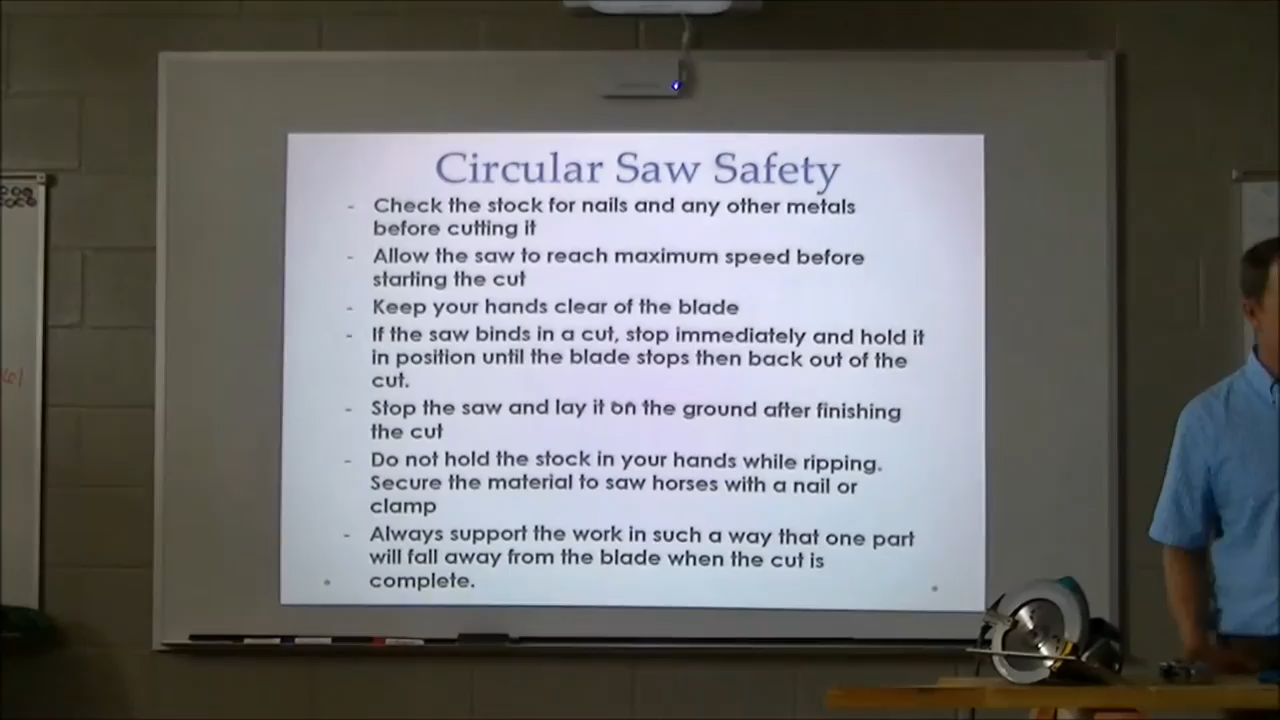 Circular Saw Safety
- Check the stock for nails and any other metals
before cutting it
- Allow the saw to reach maximum speed before
starting the cut
- Keep your hands clear of the blade
- If the saw binds in a cut, stop immediately and hold it
in position until the blade stops then back out of the
cut.
- Stop the saw and lay it on the ground after finishing
the cut
- Do not hold the stock in your hands while ripping.
Secure the material to saw horses with a nail or
clamp
- Always support the work in such a way that one part
will fall away from the blade when the cut is
complete.